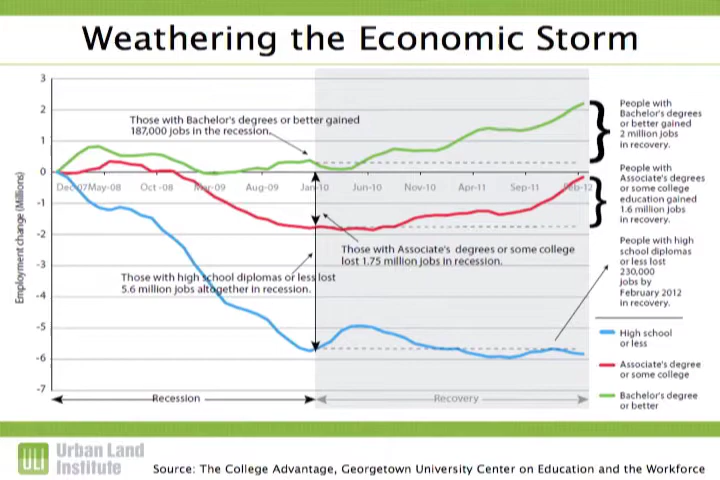 Weathering the Economic Storm
Employment change (Millions)
3
2
1
0
-1
-2
-3
-4
-5
-6
-7
Those with Bachelor's degrees or better gained
187,000 jobs in the recession.
Dec-07 May-08 Oct-08 Mar-09 Aug-09 Jan-10 Jun-10 Nov-10 Apr-11 Sep-11 Feb-12
Those with Associate's degrees or some college
lost 1.75 million jobs in recession.
Those with high school diplomas or less lost
5.6 million jobs altogether in recession.
Recession
Recovery
People with
Bachelor's degrees
or better gained
2 million jobs
in recovery.
People with
Associate's degrees
or some college
education gained
1.6 million jobs
in recovery.
People with high
school diplomas
or less lost
230,000
jobs by
February 2012
in recovery.
High school
or less
Associate's degree
or some college
Bachelor's degree
or better
ULI
Urban Land
Institute
Source: The College Advantage, Georgetown University Center on Education and the Workforce